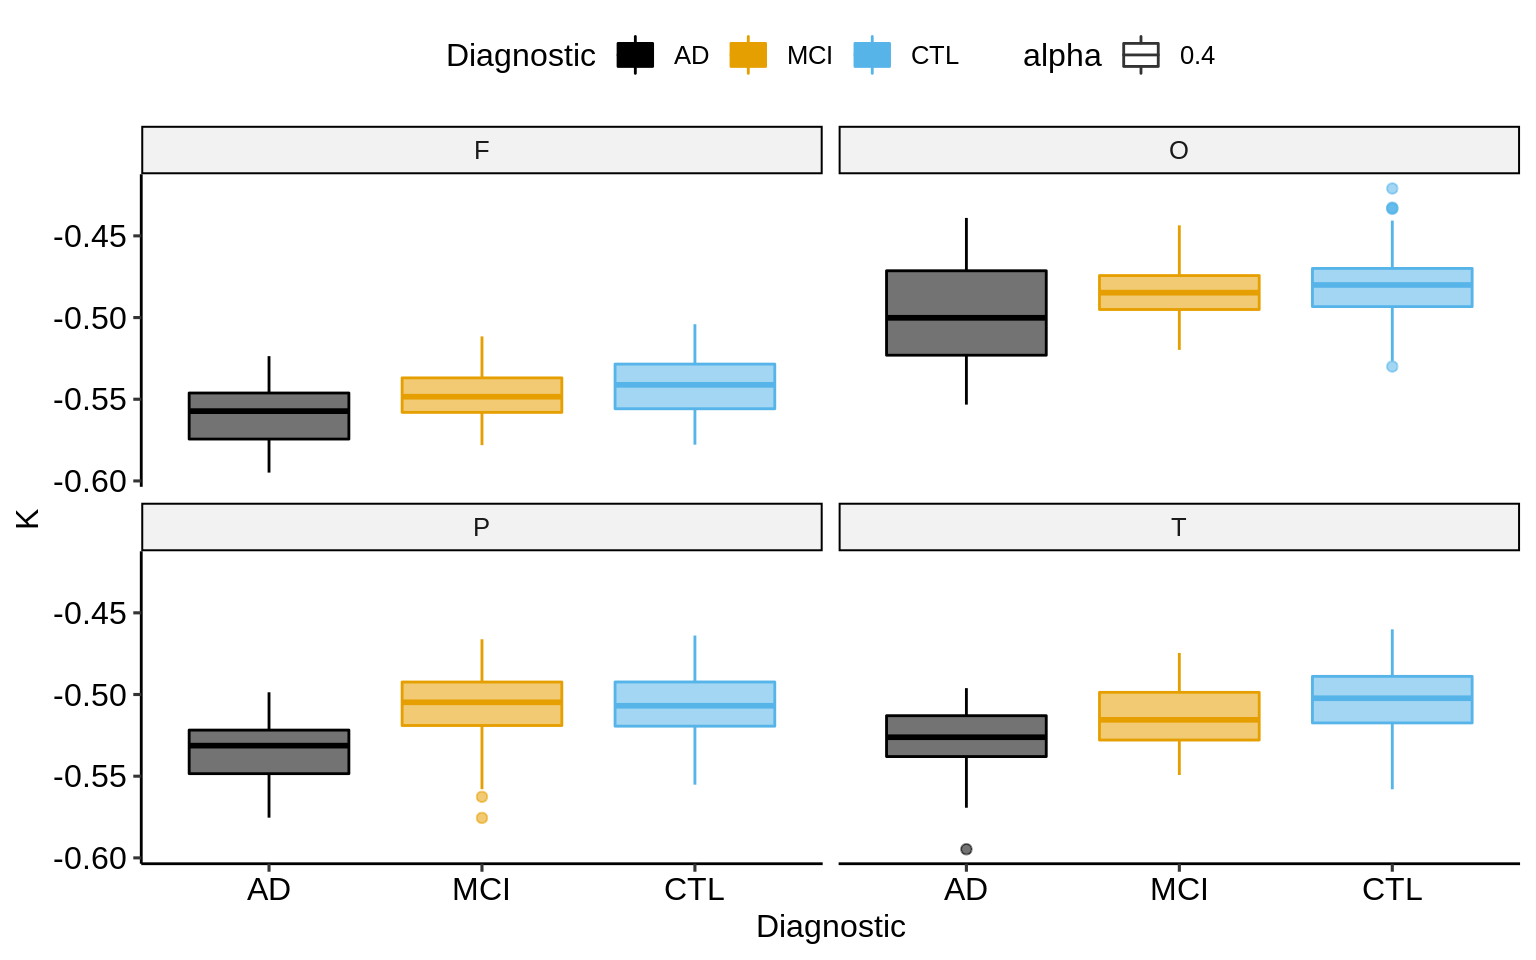 Diagnostic AD MCI CTL alpha 0.4
F O
-0.45
-0.50
-0.55
-0.60
K
P T
-0.45
-0.50
-0.55
-0.60
AD MCI CTL AD MCI CTL
Diagnostic